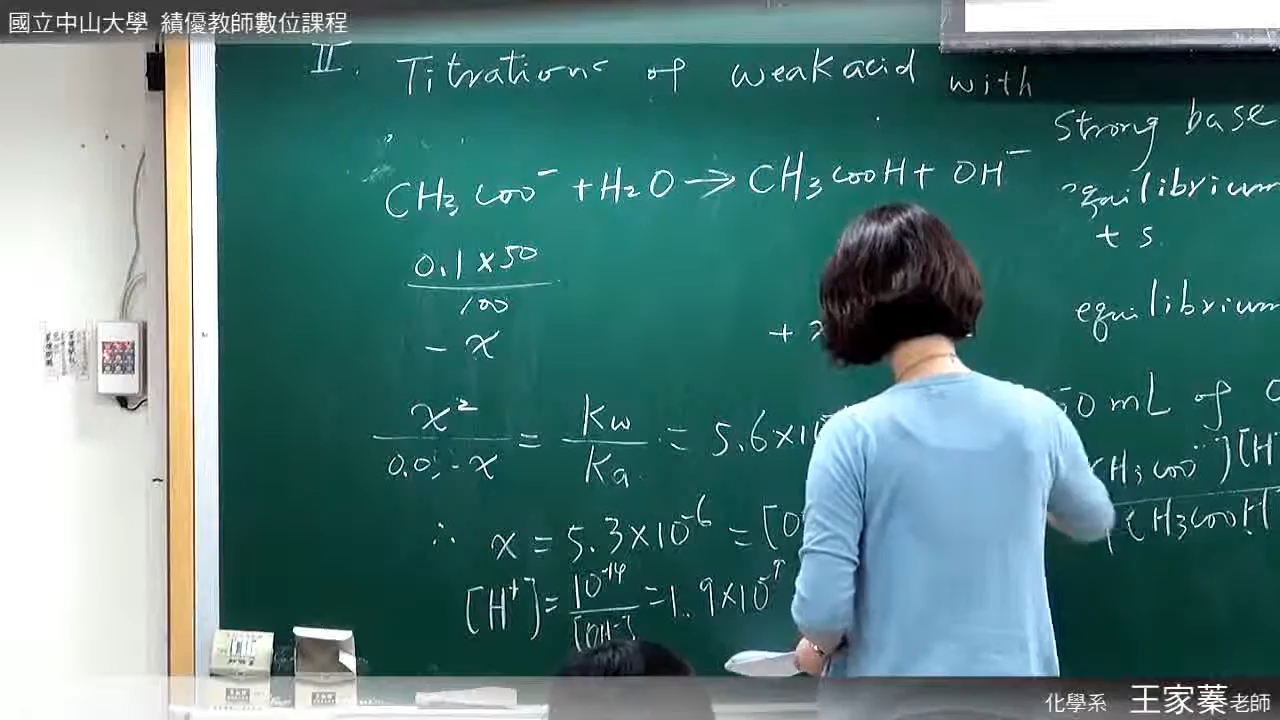 國立中山大學 績優教師數位課程
II. Titrations of weak acid with
strong base
CH₃COO⁻ + H₂O → CH₃COOH + OH⁻
equilibrium
+ s.
0.1×50
100
equilibrium
- x
+
50 mL of
x² / 0.05-x = Kw / Ka = 5.6×10
CH₃COO⁻][H
CH₃COOH
∴ x = 5.3×10⁻⁶ = [O
[H⁺] = 10⁻¹⁴ / [OH⁻] = 1.9×10⁻⁹
化學系 王家蓁老師